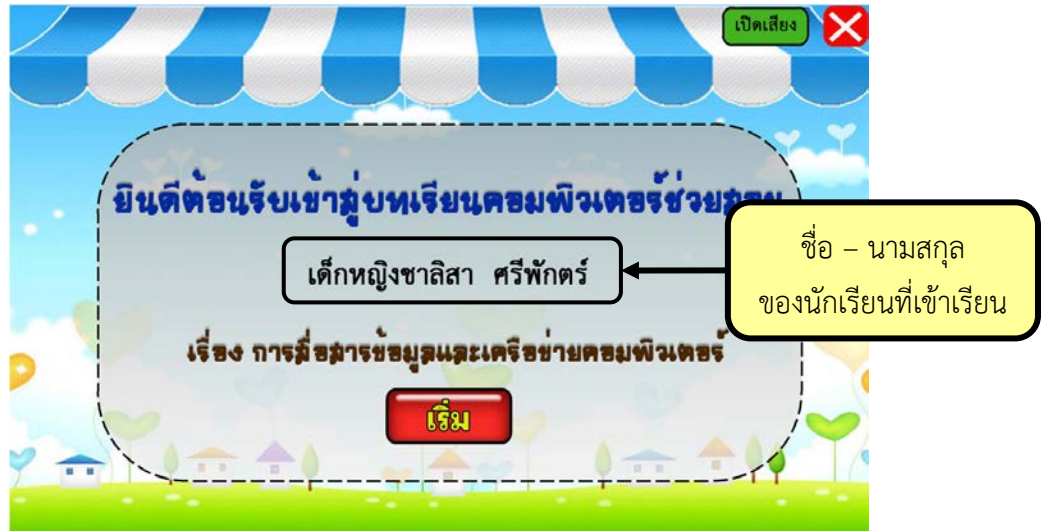 เปิดเสียง
ยินดีต้อนรับเข้าสู่บทเรียนคอมพิวเตอร์ช่วยสอน
เด็กหญิงชาลิสา ศรีพักตร์
ชื่อ – นามสกุล
ของนักเรียนที่เข้าเรียน
เรื่อง การสื่อสารข้อมูลและเครือข่ายคอมพิวเตอร์
เริ่ม